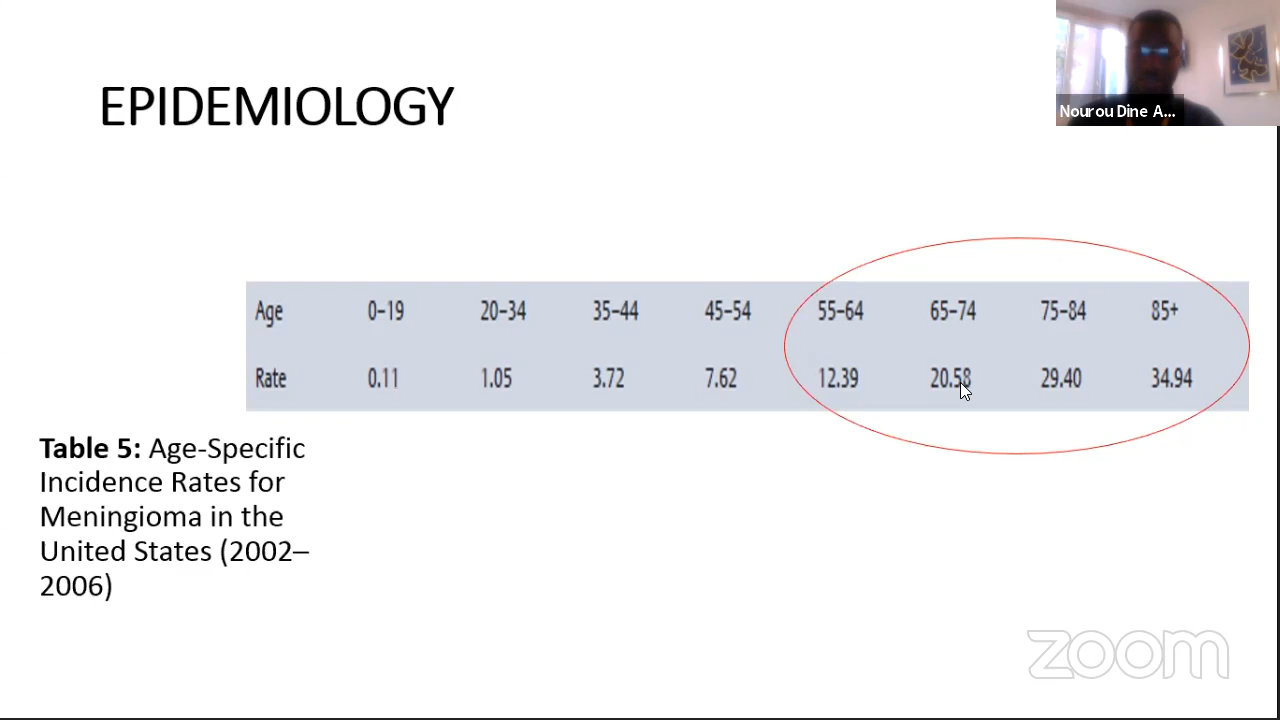 EPIDEMIOLOGY
Nourou Dine A...
Age 0–19 20–34 35–44 45–54 55–64 65–74 75–84 85+
Rate 0.11 1.05 3.72 7.62 12.39 20.58 29.40 34.94
Table 5: Age-Specific
Incidence Rates for
Meningioma in the
United States (2002–
2006)
zoom